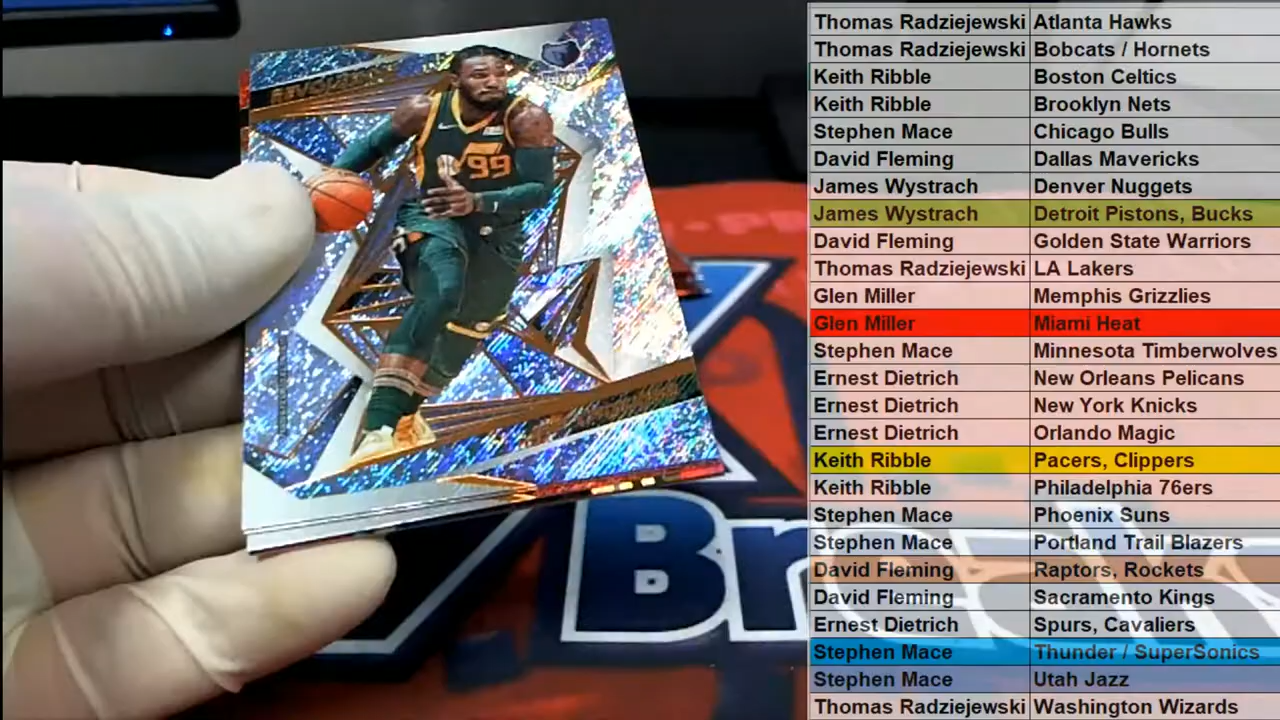 Thomas Radziejewski Atlanta Hawks
Thomas Radziejewski Bobcats / Hornets
Keith Ribble Boston Celtics
Keith Ribble Brooklyn Nets
Stephen Mace Chicago Bulls
David Fleming Dallas Mavericks
James Wystrach Denver Nuggets
James Wystrach Detroit Pistons, Bucks
David Fleming Golden State Warriors
Thomas Radziejewski LA Lakers
Glen Miller Memphis Grizzlies
Glen Miller Miami Heat
Stephen Mace Minnesota Timberwolves
Ernest Dietrich New Orleans Pelicans
Ernest Dietrich New York Knicks
Ernest Dietrich Orlando Magic
Keith Ribble Pacers, Clippers
Keith Ribble Philadelphia 76ers
Stephen Mace Phoenix Suns
Stephen Mace Portland Trail Blazers
David Fleming Raptors, Rockets
David Fleming Sacramento Kings
Ernest Dietrich Spurs, Cavaliers
Stephen Mace Thunder / SuperSonics
Stephen Mace Utah Jazz
Thomas Radziejewski Washington Wizards
99